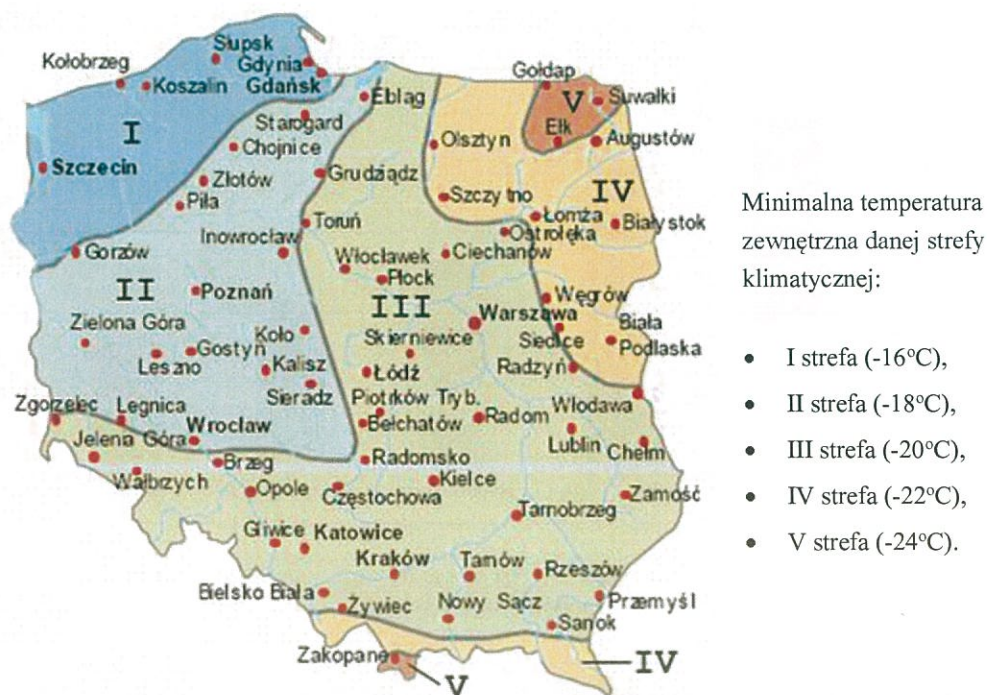 Słupsk
Kołobrzeg
Gdynia
Koszalin
Gdańsk
Elbląg
Gołdap
V
Suwałki
I
Starogard
Chojnice
Olsztyn
Ełk
Augustów
Szczecin
Złotów
Grudziądz
Piła
Szczytno
IV
Toruń
Łomża
Białystok
Gorzów
Inowrocław
Ostrołęka
Włocławek
Ciechanów
Płock
II
Poznań
III
Węgrów
Zielona Góra
Koło
Skierniewice
Warszawa
Siedlce
Biała
Podlaska
Leszno
Gostyń
Kalisz
Łódź
Radzyń
Sieradz
Piotrków Tryb.
Zgorzelec
Legnica
Wrocław
Bełchatów
Radom
Włodawa
Jelena Góra
Lublin
Chełm
Brzeg
Radomsko
Wałbrzych
Opole
Częstochowa
Kielce
Zamość
Tarnobrzeg
Gliwice
Katowice
Kraków
Tarnów
Rzeszów
Bielsko Biała
Żywiec
Nowy Sącz
Przemyśl
Sanok
Zakopane
V
IV
Minimalna temperatura
zewnętrzna danej strefy
klimatycznej:
• I strefa (-16°C),
• II strefa (-18°C),
• III strefa (-20°C),
• IV strefa (-22°C),
• V strefa (-24°C).